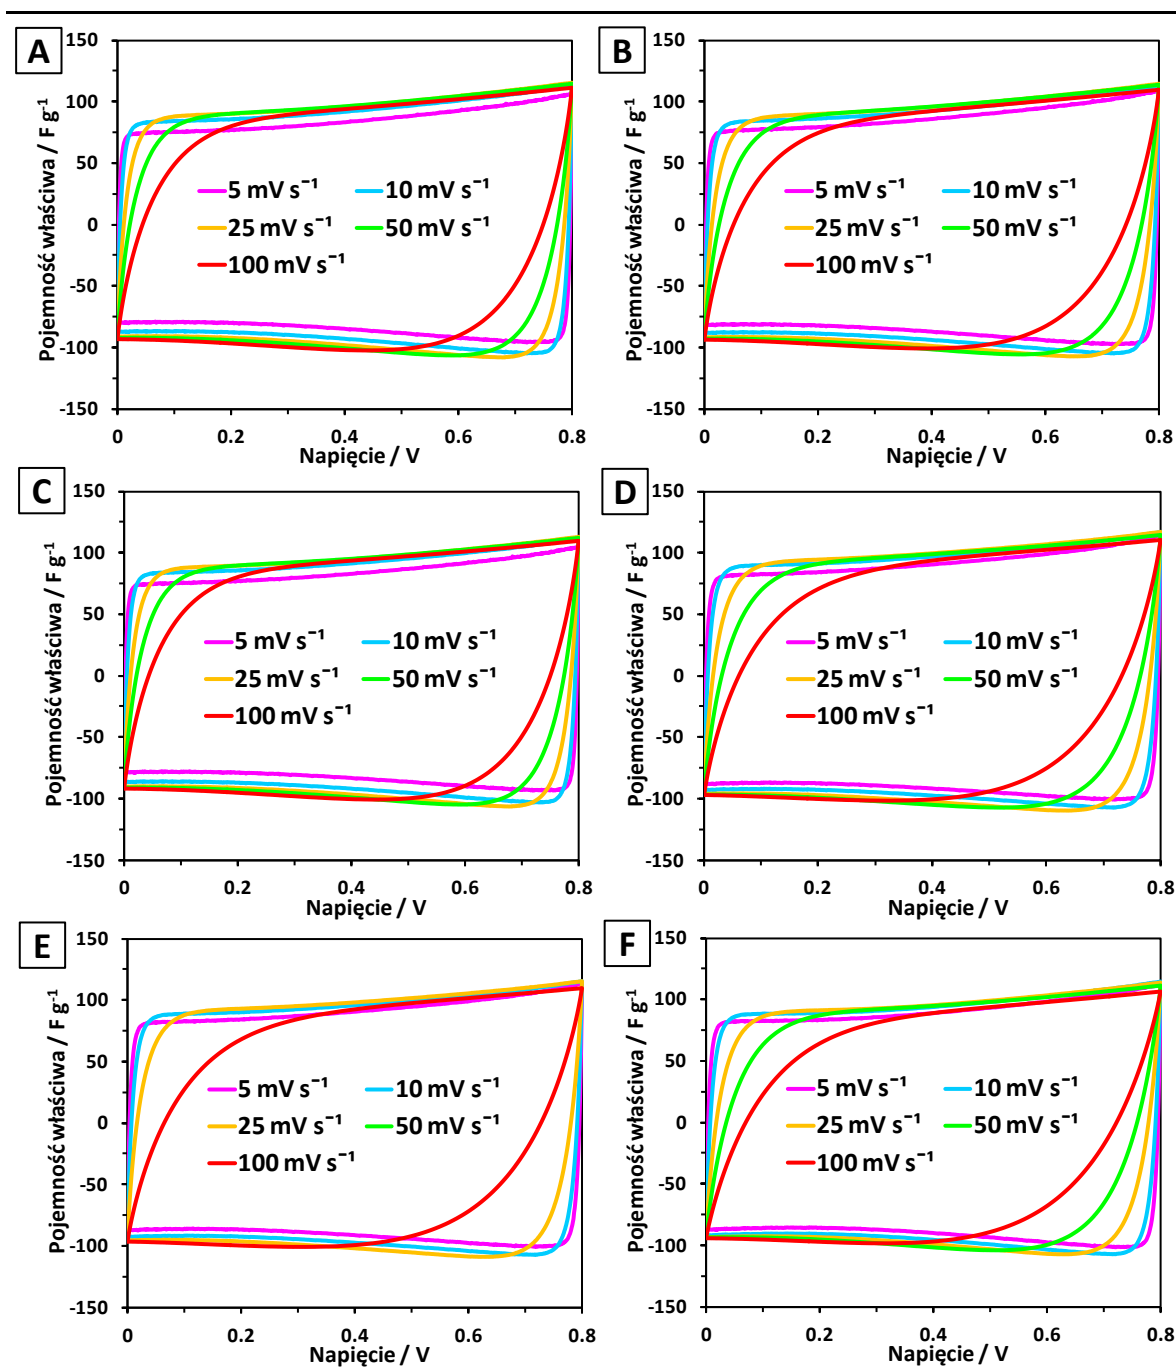 A
B
150
100
50
0
-50
-100
-150
Pojemność właściwa / F g⁻¹
5 mV s⁻¹
10 mV s⁻¹
25 mV s⁻¹
50 mV s⁻¹
100 mV s⁻¹
0 0.2 0.4 0.6 0.8
Napięcie / V
150
100
50
0
-50
-100
-150
Pojemność właściwa / F g⁻¹
5 mV s⁻¹
10 mV s⁻¹
25 mV s⁻¹
50 mV s⁻¹
100 mV s⁻¹
0 0.2 0.4 0.6 0.8
Napięcie / V
C
D
150
100
50
0
-50
-100
-150
Pojemność właściwa / F g⁻¹
5 mV s⁻¹
10 mV s⁻¹
25 mV s⁻¹
50 mV s⁻¹
100 mV s⁻¹
0 0.2 0.4 0.6 0.8
Napięcie / V
150
100
50
0
-50
-100
-150
Pojemność właściwa / F g⁻¹
5 mV s⁻¹
10 mV s⁻¹
25 mV s⁻¹
50 mV s⁻¹
100 mV s⁻¹
0 0.2 0.4 0.6 0.8
Napięcie / V
E
F
150
100
50
0
-50
-100
-150
Pojemność właściwa / F g⁻¹
5 mV s⁻¹
10 mV s⁻¹
25 mV s⁻¹
50 mV s⁻¹
100 mV s⁻¹
0 0.2 0.4 0.6 0.8
Napięcie / V
150
100
50
0
-50
-100
-150
Pojemność właściwa / F g⁻¹
5 mV s⁻¹
10 mV s⁻¹
25 mV s⁻¹
50 mV s⁻¹
100 mV s⁻¹
0 0.2 0.4 0.6 0.8
Napięcie / V